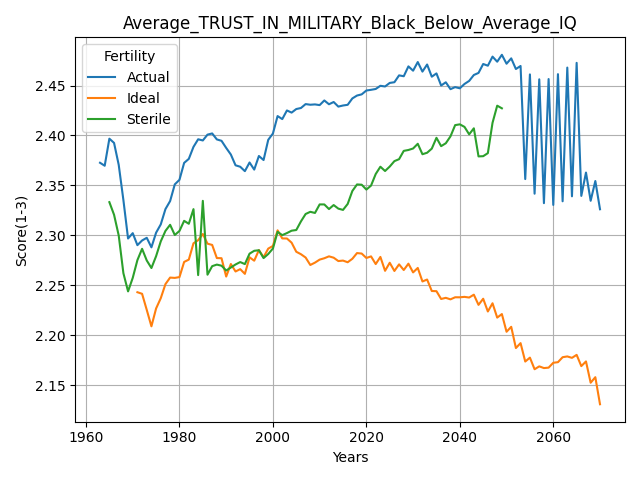 Average_TRUST_IN_MILITARY_Black_Below_Average_IQ
Fertility
Actual
Ideal
Sterile
Score(1-3)
2.45
2.40
2.35
2.30
2.25
2.20
2.15
1960 1980 2000 2020 2040 2060
Years